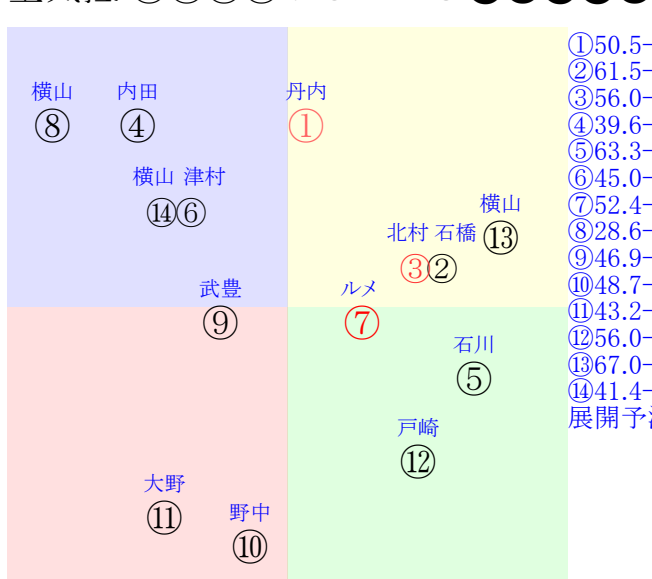 横山 内田 丹内
⑧ ④ ①
横山 津村
⑭⑥
横山
⑬
北村 石橋
③②
武豊 ルメ
⑨ ⑦
石川
⑤
戸崎
⑫
大野
⑪
野中
⑩
①50.5-
②61.5-
③56.0-
④39.6-
⑤63.3-
⑥45.0-
⑦52.4-
⑧28.6-
⑨46.9-
⑩48.7-
⑪43.2-
⑫56.0-
⑬67.0-
⑭41.4-
展開予